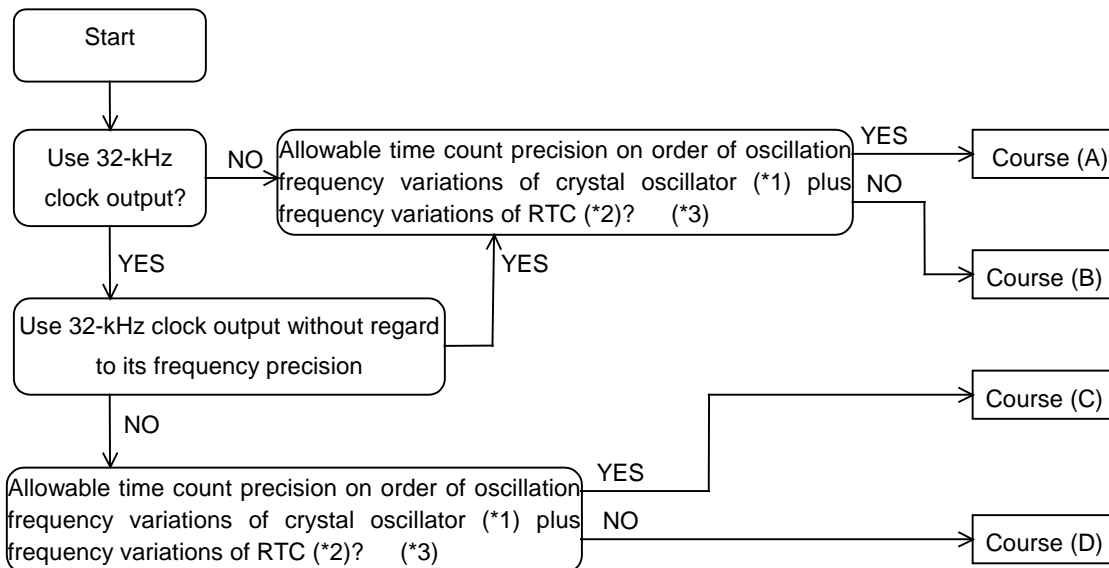 Start
Use 32-kHz
clock output?
NO
Allowable time count precision on order of oscillation
frequency variations of crystal oscillator (*1) plus
frequency variations of RTC (*2)? (*3)
YES
Course (A)
NO
Course (B)
YES
YES
Use 32-kHz clock output without regard
to its frequency precision
Course (C)
NO
Allowable time count precision on order of oscillation
frequency variations of crystal oscillator (*1) plus
frequency variations of RTC (*2)? (*3)
YES
NO
Course (D)